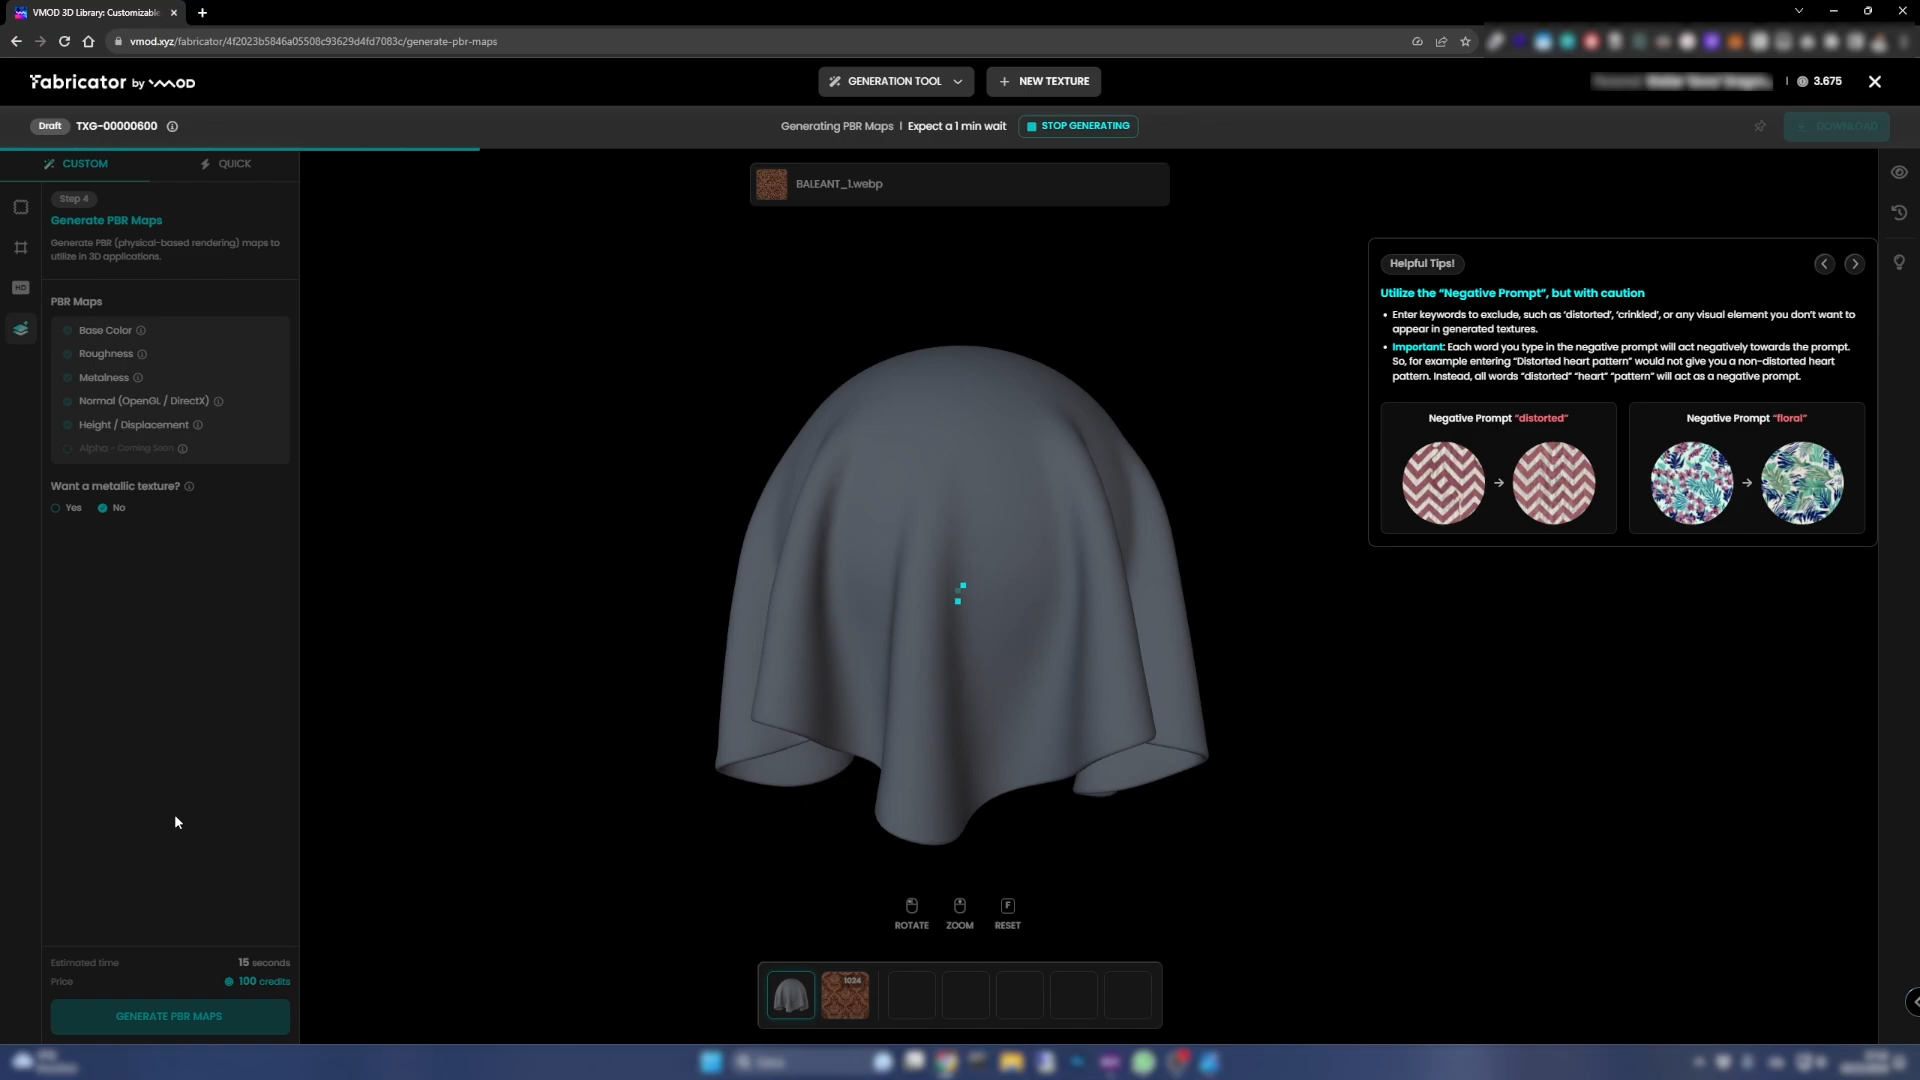 VMOD 3D Library: Customizable
vmod.xyz/fabricator/4f2023b5846a05508c93629d4fd7083c/generate-pbr-maps
Fabricator by VMOD
GENERATION TOOL
NEW TEXTURE
3.675
Draft
TXG-00000600
Generating PBR Maps | Expect a 1 min wait
STOP GENERATING
DOWNLOAD
CUSTOM
QUICK
BALEANT_1.webp
Step 4
Generate PBR Maps
Generate PBR (physical-based rendering) maps to
utilize in 3D applications.
HD
PBR Maps
Base Color
Roughness
Metalness
Normal (OpenGL / DirectX)
Height / Displacement
Alpha - Coming Soon
Want a metallic texture?
Yes
No
Helpful Tips!
Utilize the “Negative Prompt”, but with caution
• Enter keywords to exclude, such as ‘distorted’, ‘crinkled’, or any visual element you don’t want to
appear in generated textures.
• Important: Each word you type in the negative prompt will act negatively towards the prompt.
So, for example entering “Distorted heart pattern” would not give you a non-distorted heart
pattern. Instead, all words “distorted” “heart” “pattern” will act as a negative prompt.
Negative Prompt “distorted”
Negative Prompt “floral”
F
ROTATE
ZOOM
RESET
1024
Estimated time
15 seconds
Price
100 credits
GENERATE PBR MAPS